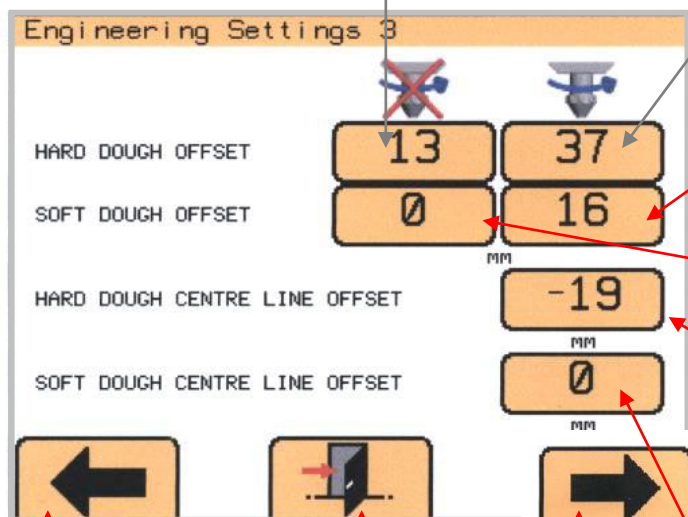 Engineering Settings 3
HARD DOUGH OFFSET 13 37
SOFT DOUGH OFFSET 0 16
MM
HARD DOUGH CENTRE LINE OFFSET -19
MM
SOFT DOUGH CENTRE LINE OFFSET 0
MM